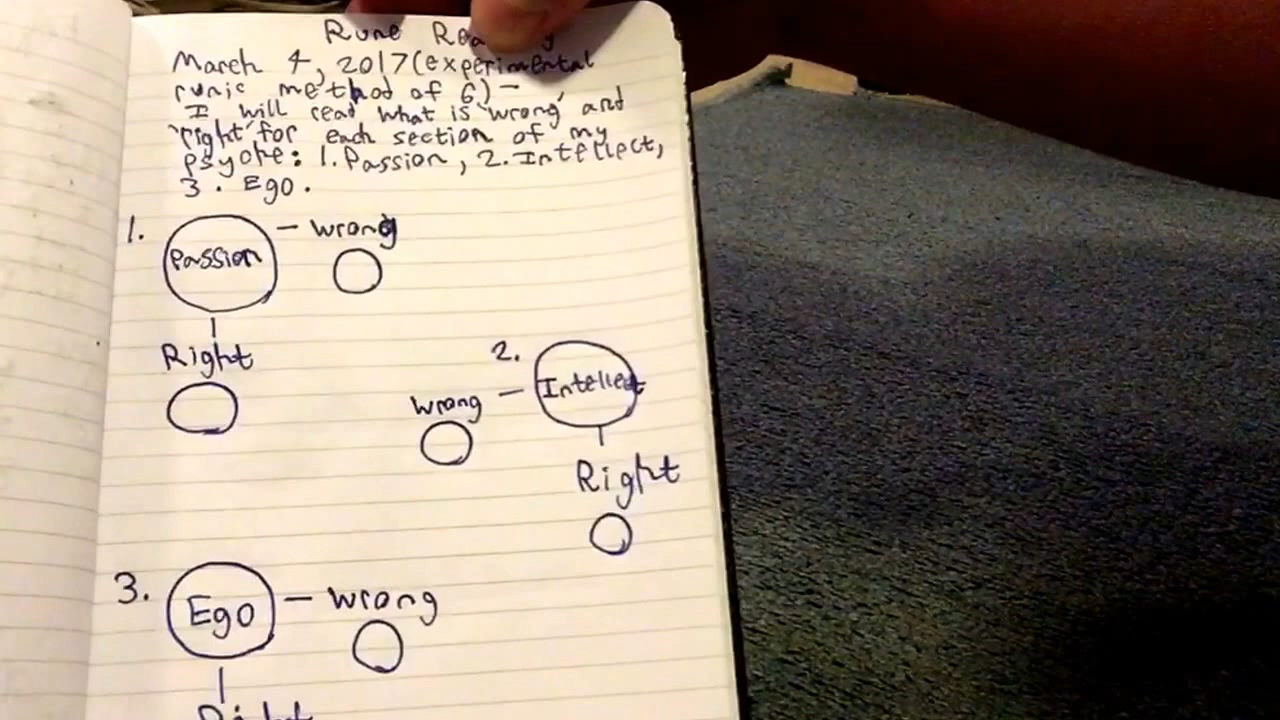 Rune
March 4, 2017 (experimental
runic method of 6) -
I will read what is 'wrong' and
'right' for each section of my
psyche: 1. Passion, 2. Intellect,
3. Ego.
1. Passion - wrong
Right
2. Intellect
wrong -
Right
3. Ego - wrong
Right